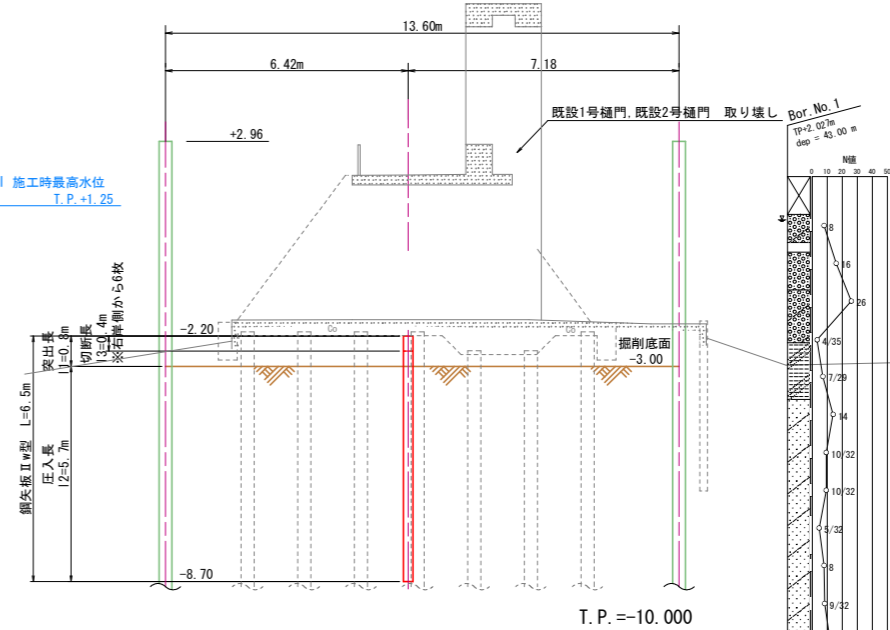 13.60m
6.42m
7.18
既設1号樋門,既設2号樋門 取り壊し
Bor.No.1
TP+2.027m
dep = 43.00 m
N値
0 10 20 30 40 50
+2.96
施工時最高水位
T.P.+1.25
8
16
26
4/35
7/29
14
10/32
10/32
5/32
8
9/32
Co
Co
-2.20
掘削底面
-3.00
鋼矢板Ⅱw型 L=6.5m
突出長
l1=0.8m
切断長
l3=0.4m
※右岸側から6枚
圧入長
l2=5.7m
-8.70
T.P.=-10.000